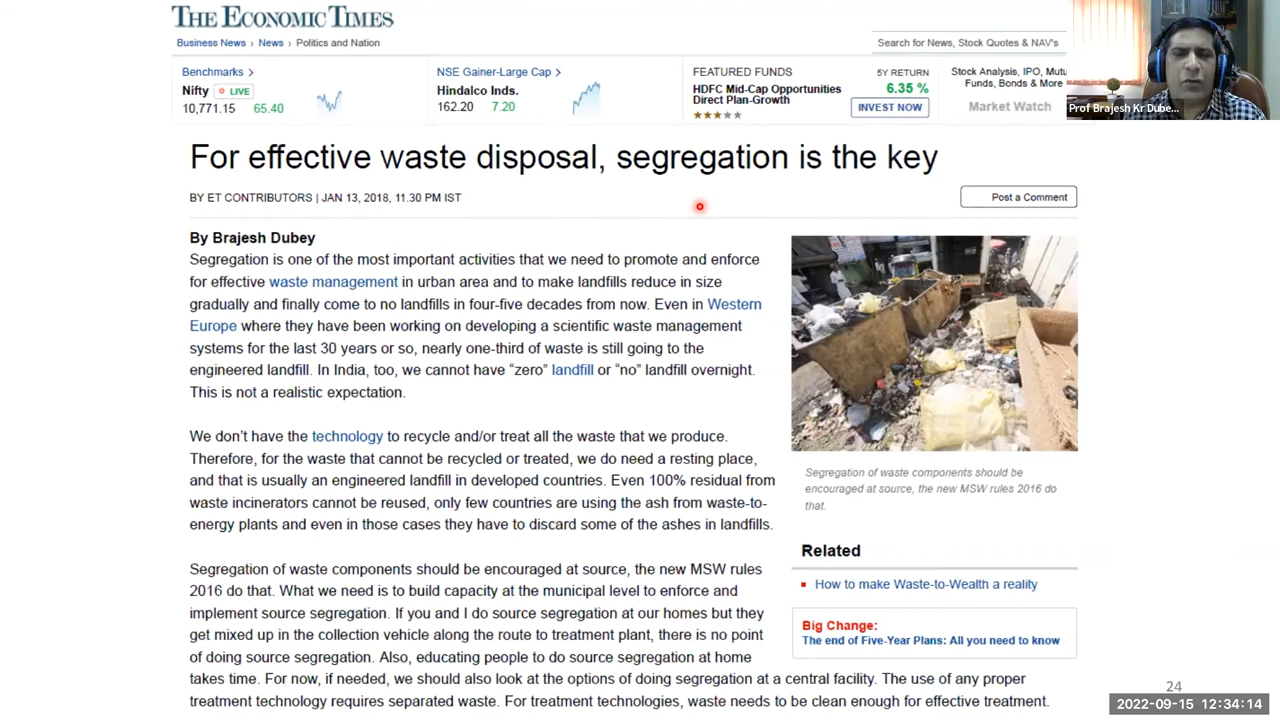 THE ECONOMIC TIMES
Business News › News › Politics and Nation
Search for News, Stock Quotes & NAV's
Benchmarks >
Nifty LIVE
10,771.15 65.40
NSE Gainer-Large Cap >
Hindalco Inds.
162.20 7.20
FEATURED FUNDS
HDFC Mid-Cap Opportunities
Direct Plan-Growth
★★★★★
5Y RETURN
6.35 %
INVEST NOW
Stock Analysis, IPO, Mutu
Funds, Bonds & More
Market Watch
Prof Brajesh Kr Dube...
For effective waste disposal, segregation is the key
BY ET CONTRIBUTORS | JAN 13, 2018, 11.30 PM IST
Post a Comment
By Brajesh Dubey
Segregation is one of the most important activities that we need to promote and enforce
for effective waste management in urban area and to make landfills reduce in size
gradually and finally come to no landfills in four-five decades from now. Even in Western
Europe where they have been working on developing a scientific waste management
systems for the last 30 years or so, nearly one-third of waste is still going to the
engineered landfill. In India, too, we cannot have “zero” landfill or “no” landfill overnight.
This is not a realistic expectation.
We don’t have the technology to recycle and/or treat all the waste that we produce.
Therefore, for the waste that cannot be recycled or treated, we do need a resting place,
and that is usually an engineered landfill in developed countries. Even 100% residual from
waste incinerators cannot be reused, only few countries are using the ash from waste-to-
energy plants and even in those cases they have to discard some of the ashes in landfills.
Segregation of waste components should be encouraged at source, the new MSW rules
2016 do that. What we need is to build capacity at the municipal level to enforce and
implement source segregation. If you and I do source segregation at our homes but they
get mixed up in the collection vehicle along the route to treatment plant, there is no point
of doing source segregation. Also, educating people to do source segregation at home
takes time. For now, if needed, we should also look at the options of doing segregation at a central facility. The use of any proper
treatment technology requires separated waste. For treatment technologies, waste needs to be clean enough for effective treatment.
Segregation of waste components should be
encouraged at source, the new MSW rules 2016 do
that.
Related
How to make Waste-to-Wealth a reality
Big Change:
The end of Five-Year Plans: All you need to know
24
2022-09-15 12:34:14